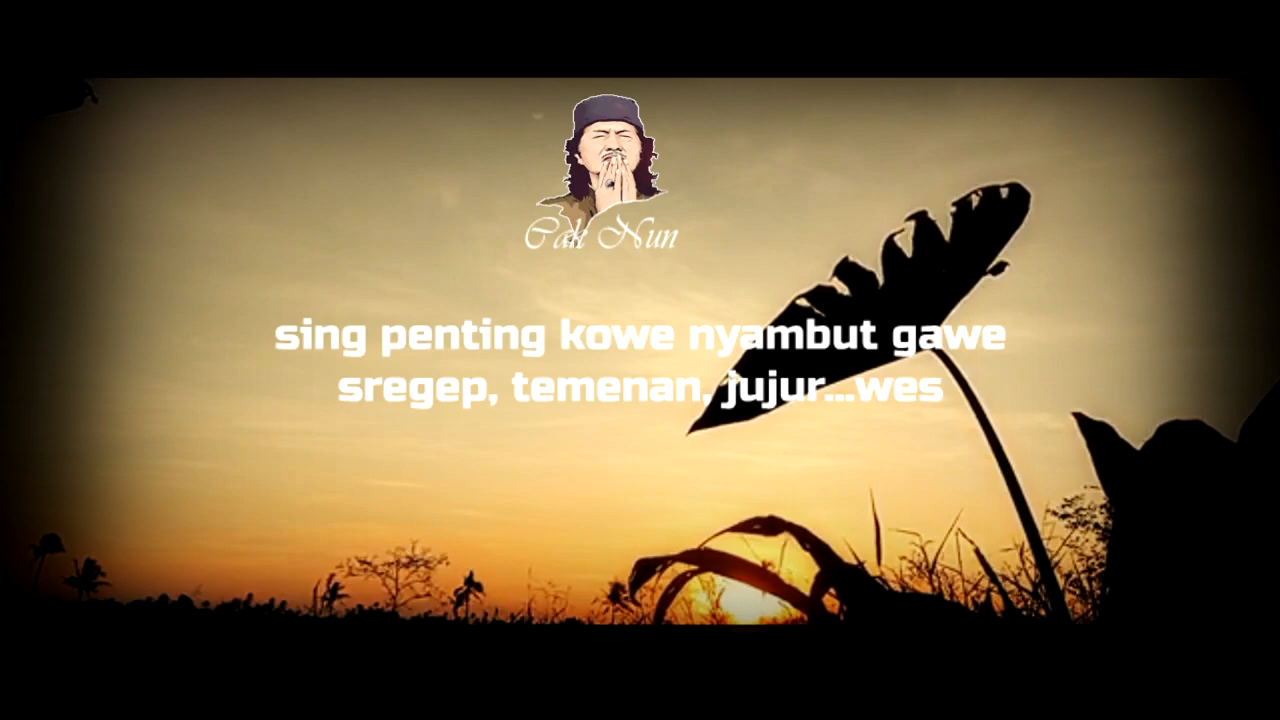 Cak Nun
sing penting kowe nyambut gawe
sregep, temenan, jujur...wes